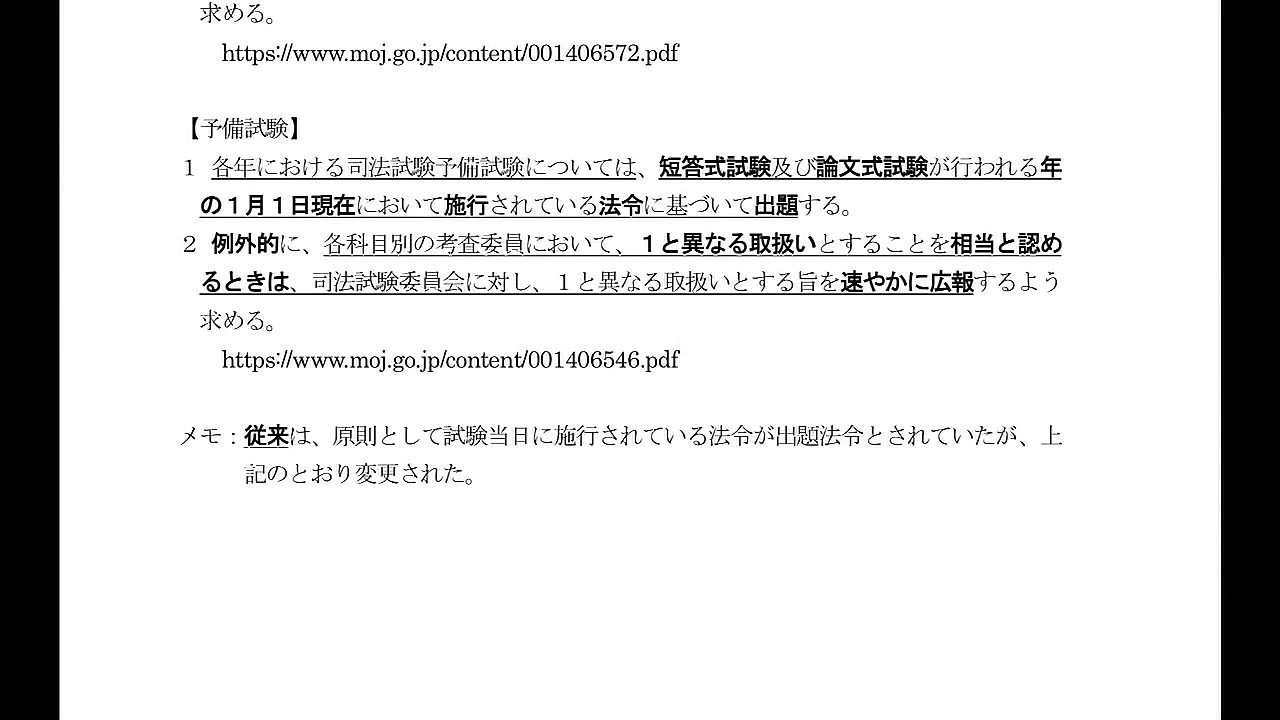 求める。
https://www.moj.go.jp/content/001406572.pdf
【予備試験】
１ 各年における司法試験予備試験については、短答式試験及び論文式試験が行われる年
の１月１日現在において施行されている法令に基づいて出題する。
２ 例外的に、各科目別の考査委員において、１と異なる取扱いとすることを相当と認め
るときは、司法試験委員会に対し、１と異なる取扱いとする旨を速やかに広報するよう
求める。
https://www.moj.go.jp/content/001406546.pdf
メモ：従来は、原則として試験当日に施行されている法令が出題法令とされていたが、上
記のとおり変更された。